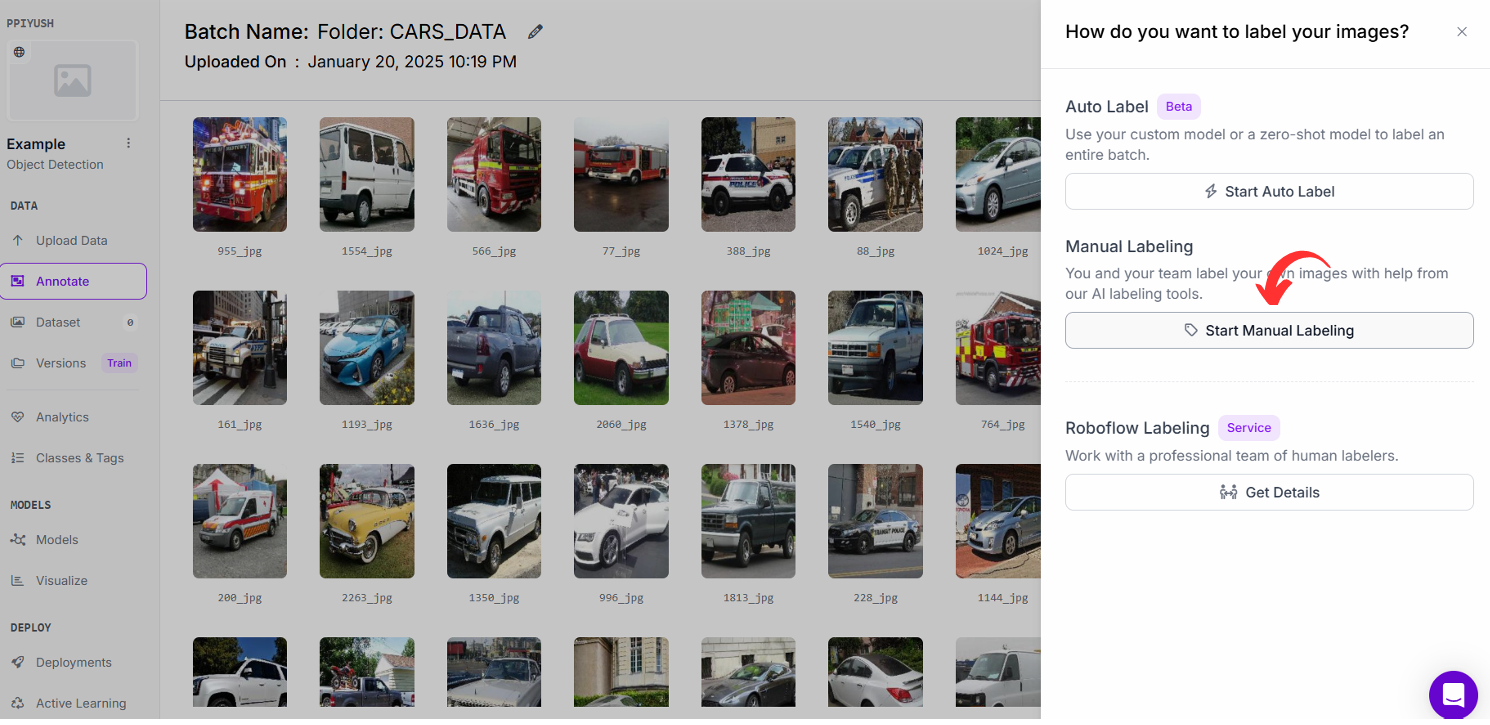 PPIYUSH
Example
Object Detection
DATA
Upload Data
Annotate
Dataset 0
Versions Train
Analytics
Classes & Tags
MODELS
Models
Visualize
DEPLOY
Deployments
Active Learning
Batch Name: Folder: CARS_DATA
Uploaded On : January 20, 2025 10:19 PM
POLICE
955_jpg 1554_jpg 566_jpg 77_jpg 388_jpg 88_jpg 1024_jpg
161_jpg 1193_jpg 1636_jpg 2060_jpg 1378_jpg 1540_jpg 764_jpg
TRANSIT POLICE
200_jpg 2263_jpg 1350_jpg 996_jpg 1813_jpg 228_jpg 1144_jpg
How do you want to label your images?
Auto Label Beta
Use your custom model or a zero-shot model to label an
entire batch.
Start Auto Label
Manual Labeling
You and your team label your own images with help from
our AI labeling tools.
Start Manual Labeling
Roboflow Labeling Service
Work with a professional team of human labelers.
Get Details